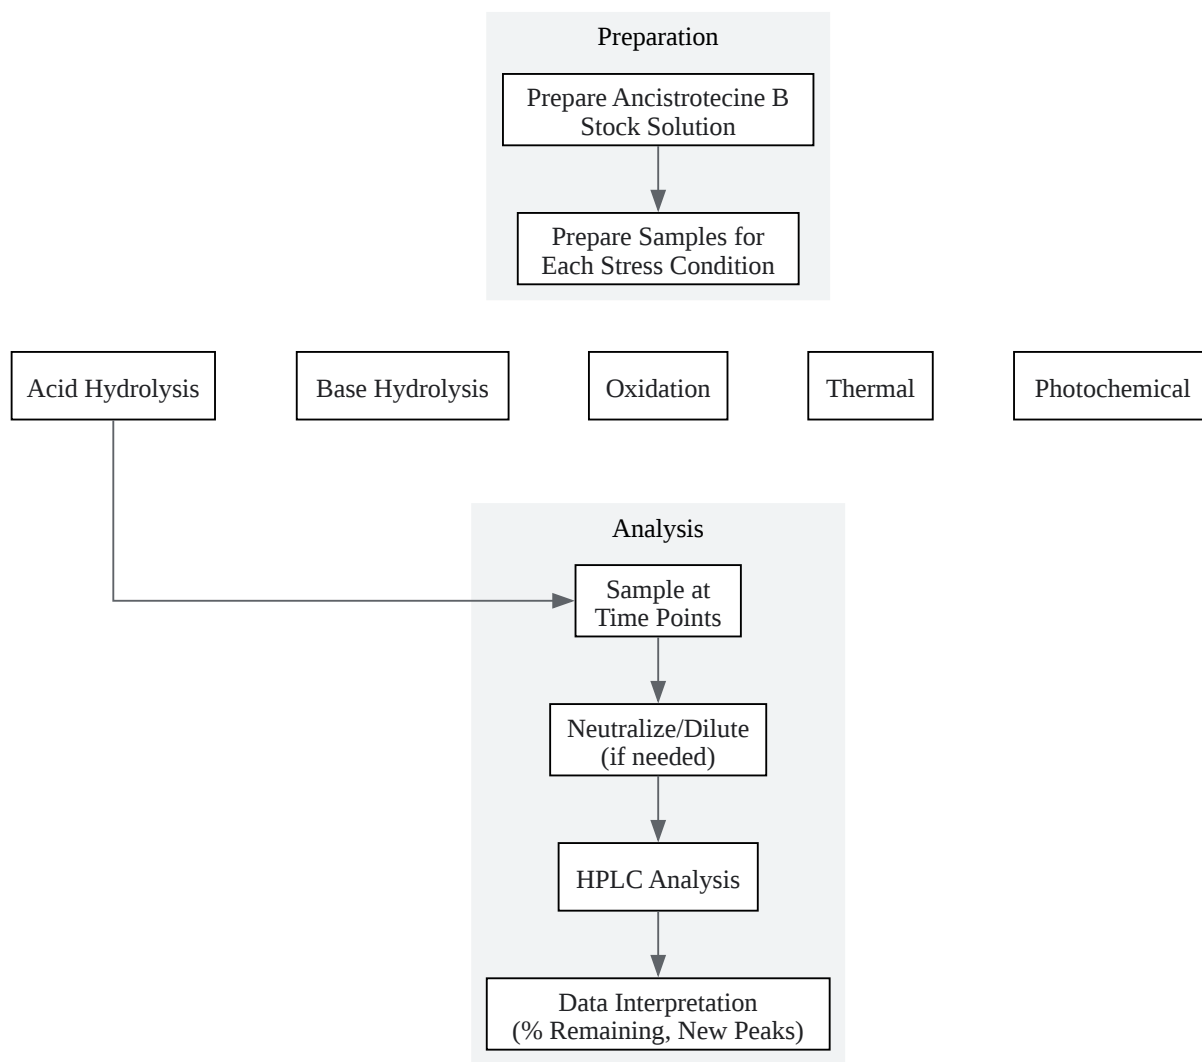 Preparation
Prepare Ancistrotecine B
Stock Solution
Prepare Samples for
Each Stress Condition
Acid Hydrolysis
Base Hydrolysis
Oxidation
Thermal
Photochemical
Analysis
Sample at
Time Points
Neutralize/Dilute
(if needed)
HPLC Analysis
Data Interpretation
(% Remaining, New Peaks)